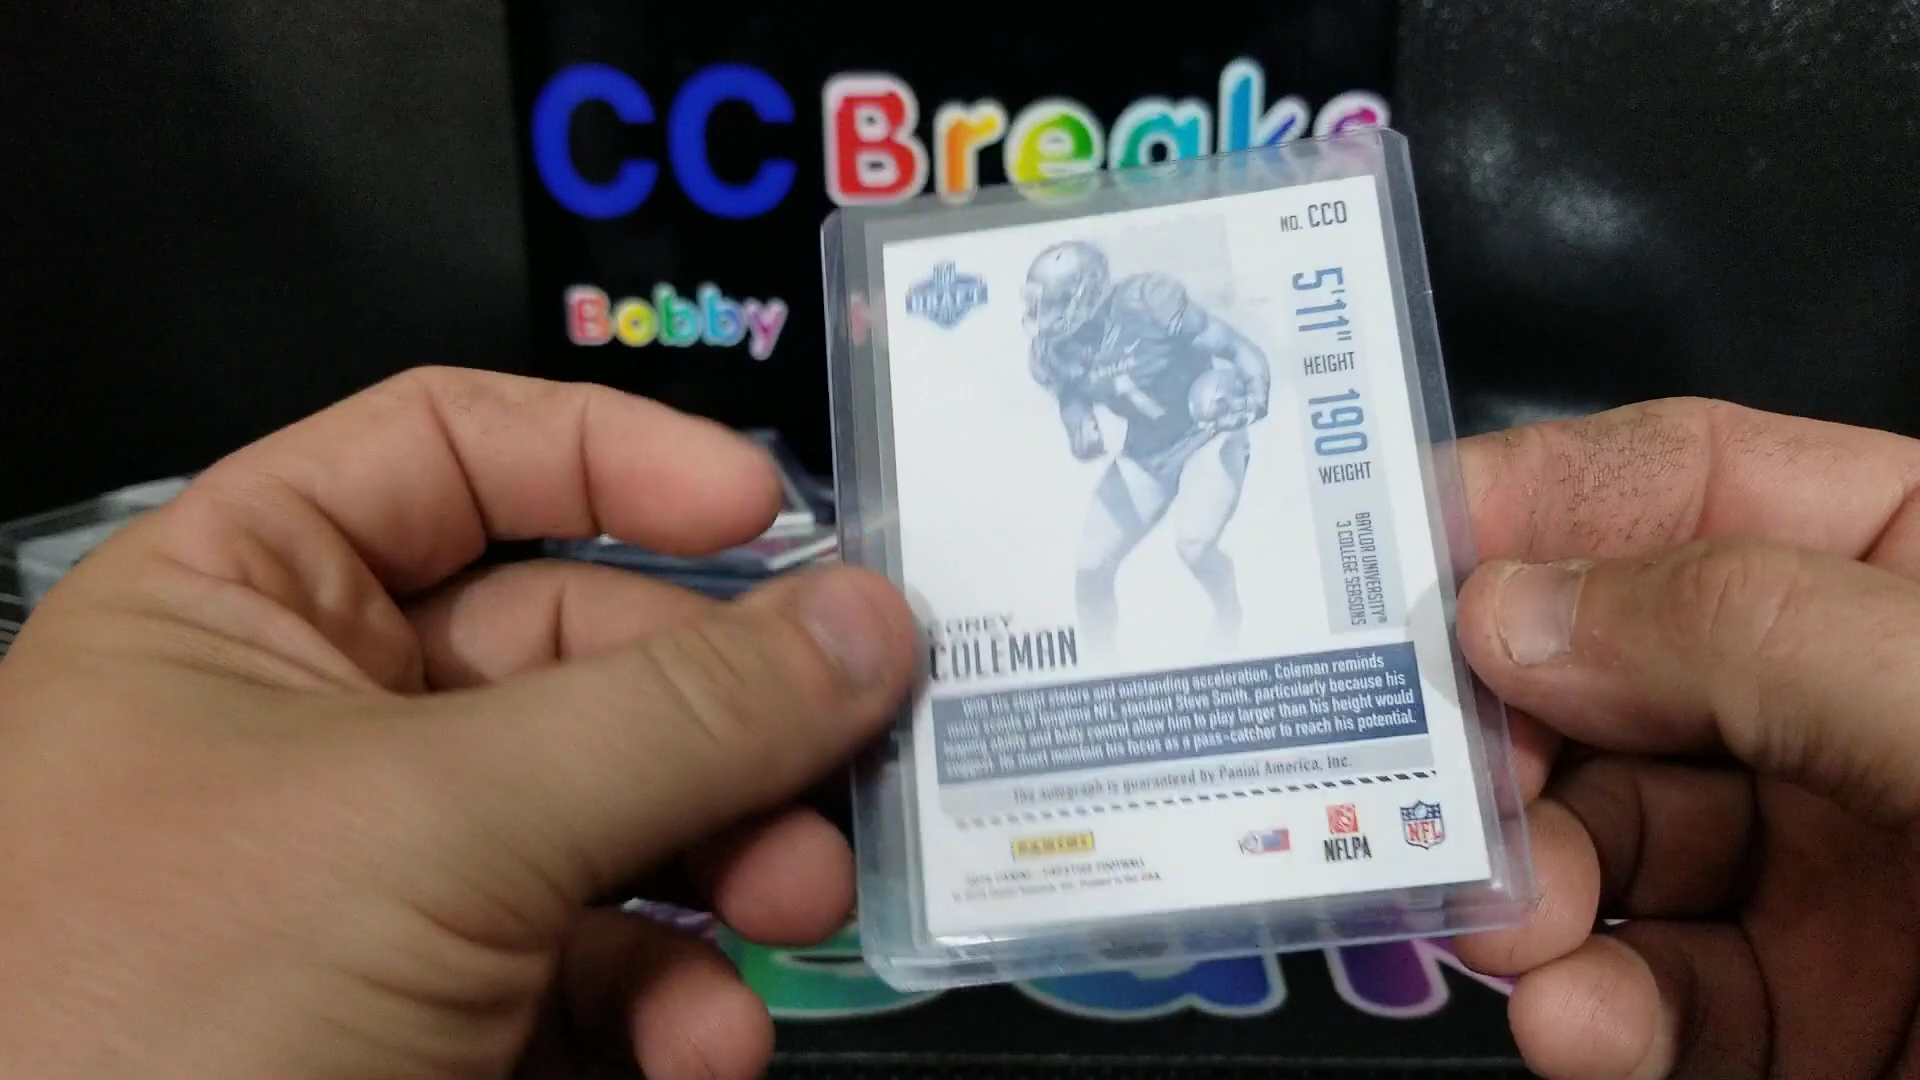 CC Breaks
Bobby
NO. CCO
DRAFT
5'11"
HEIGHT
190
WEIGHT
BAYLOR UNIVERSITY®
3 COLLEGE SEASONS
COREY
COLEMAN
With his short stature and outstanding acceleration, Coleman reminds
many scouts of longtime NFL standout Steve Smith, particularly because his
leaping ability and body control allow him to play larger than his height would
suggest. He must maintain his focus as a pass-catcher to reach his potential.
The autograph is guaranteed by Panini America, Inc.
PANINI
NFLPA
NFL